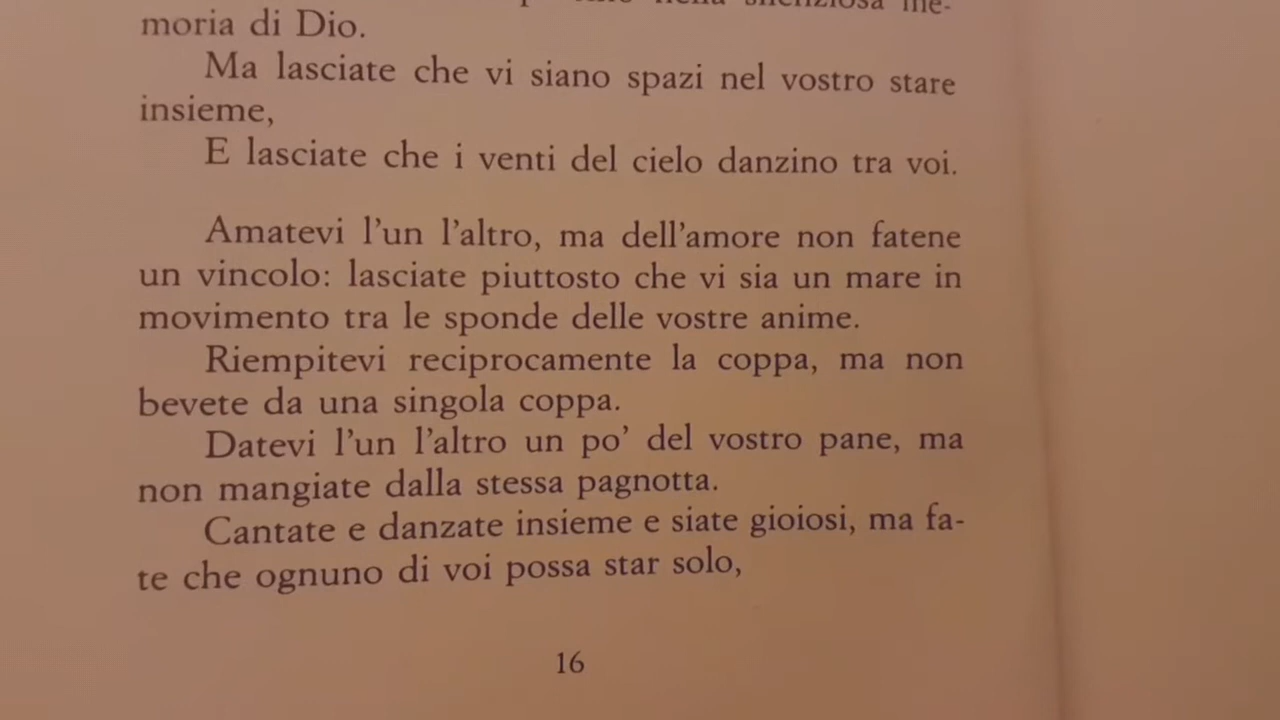 nella silenziosa me-
moria di Dio.
Ma lasciate che vi siano spazi nel vostro stare
insieme,
E lasciate che i venti del cielo danzino tra voi.
Amatevi l'un l'altro, ma dell'amore non fatene
un vincolo: lasciate piuttosto che vi sia un mare in
movimento tra le sponde delle vostre anime.
Riempitevi reciprocamente la coppa, ma non
bevete da una singola coppa.
Datevi l'un l'altro un po' del vostro pane, ma
non mangiate dalla stessa pagnotta.
Cantate e danzate insieme e siate gioiosi, ma fa-
te che ognuno di voi possa star solo,
16